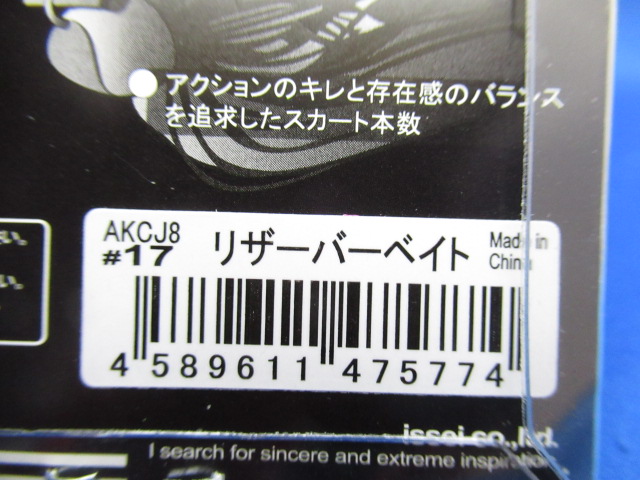 ●アクションのキレと存在感のバランス
を追求したスカート本数
い。
い。
AKCJ8
#17
リザーバーベイト
Made in
China
4 589611 475774
issei co.,ltd.
I search for sincere and extreme inspiration.